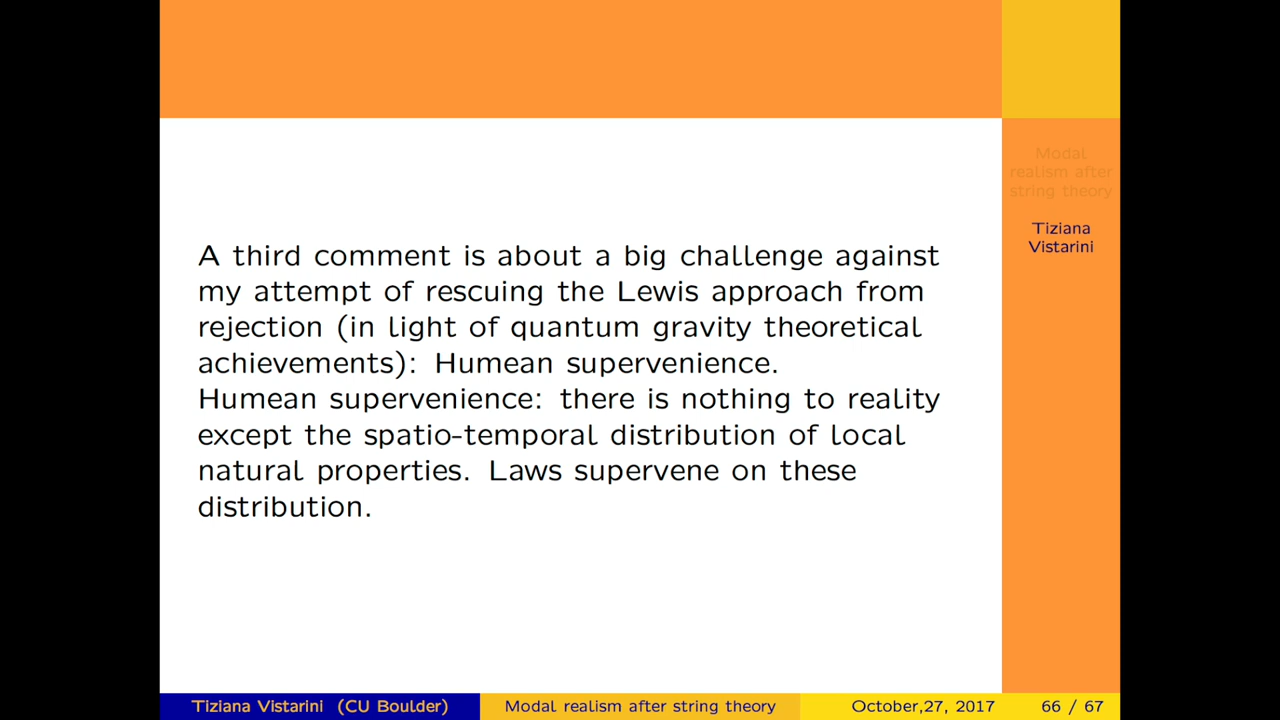 A third comment is about a big challenge against
my attempt of rescuing the Lewis approach from
rejection (in light of quantum gravity theoretical
achievements): Humean supervenience.
Humean supervenience: there is nothing to reality
except the spatio-temporal distribution of local
natural properties. Laws supervene on these
distribution.
Modal
realism after
string theory
Tiziana
Vistarini
Tiziana Vistarini (CU Boulder)
Modal realism after string theory
October,27, 2017
66 / 67